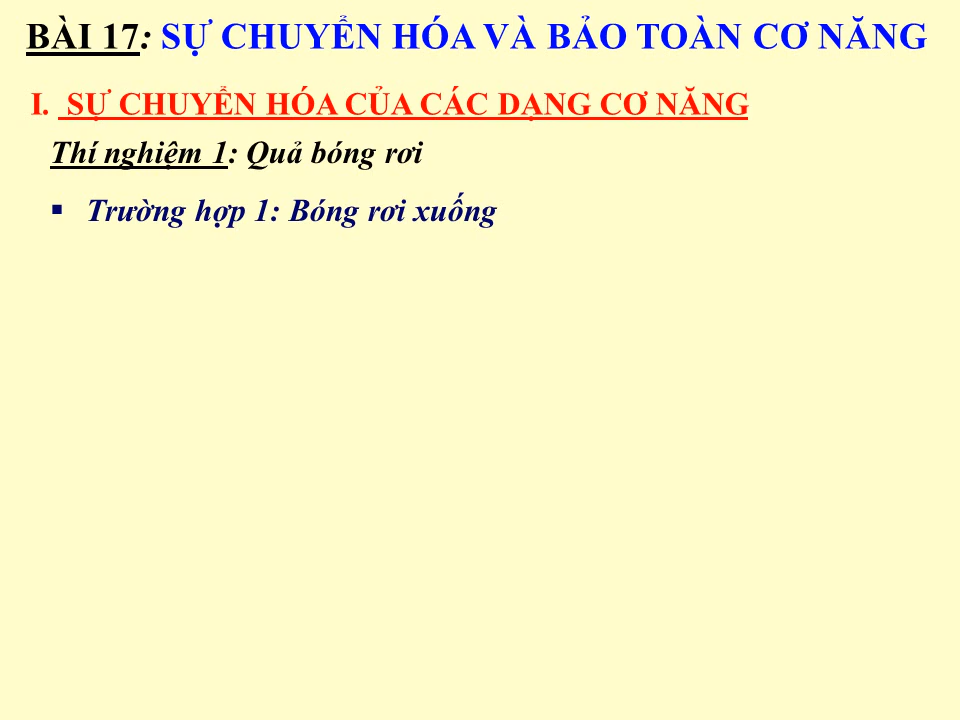 BÀI 17: SỰ CHUYỂN HÓA VÀ BẢO TOÀN CƠ NĂNG
I. SỰ CHUYỂN HÓA CỦA CÁC DẠNG CƠ NĂNG
Thí nghiệm 1: Quả bóng rơi
▪ Trường hợp 1: Bóng rơi xuống